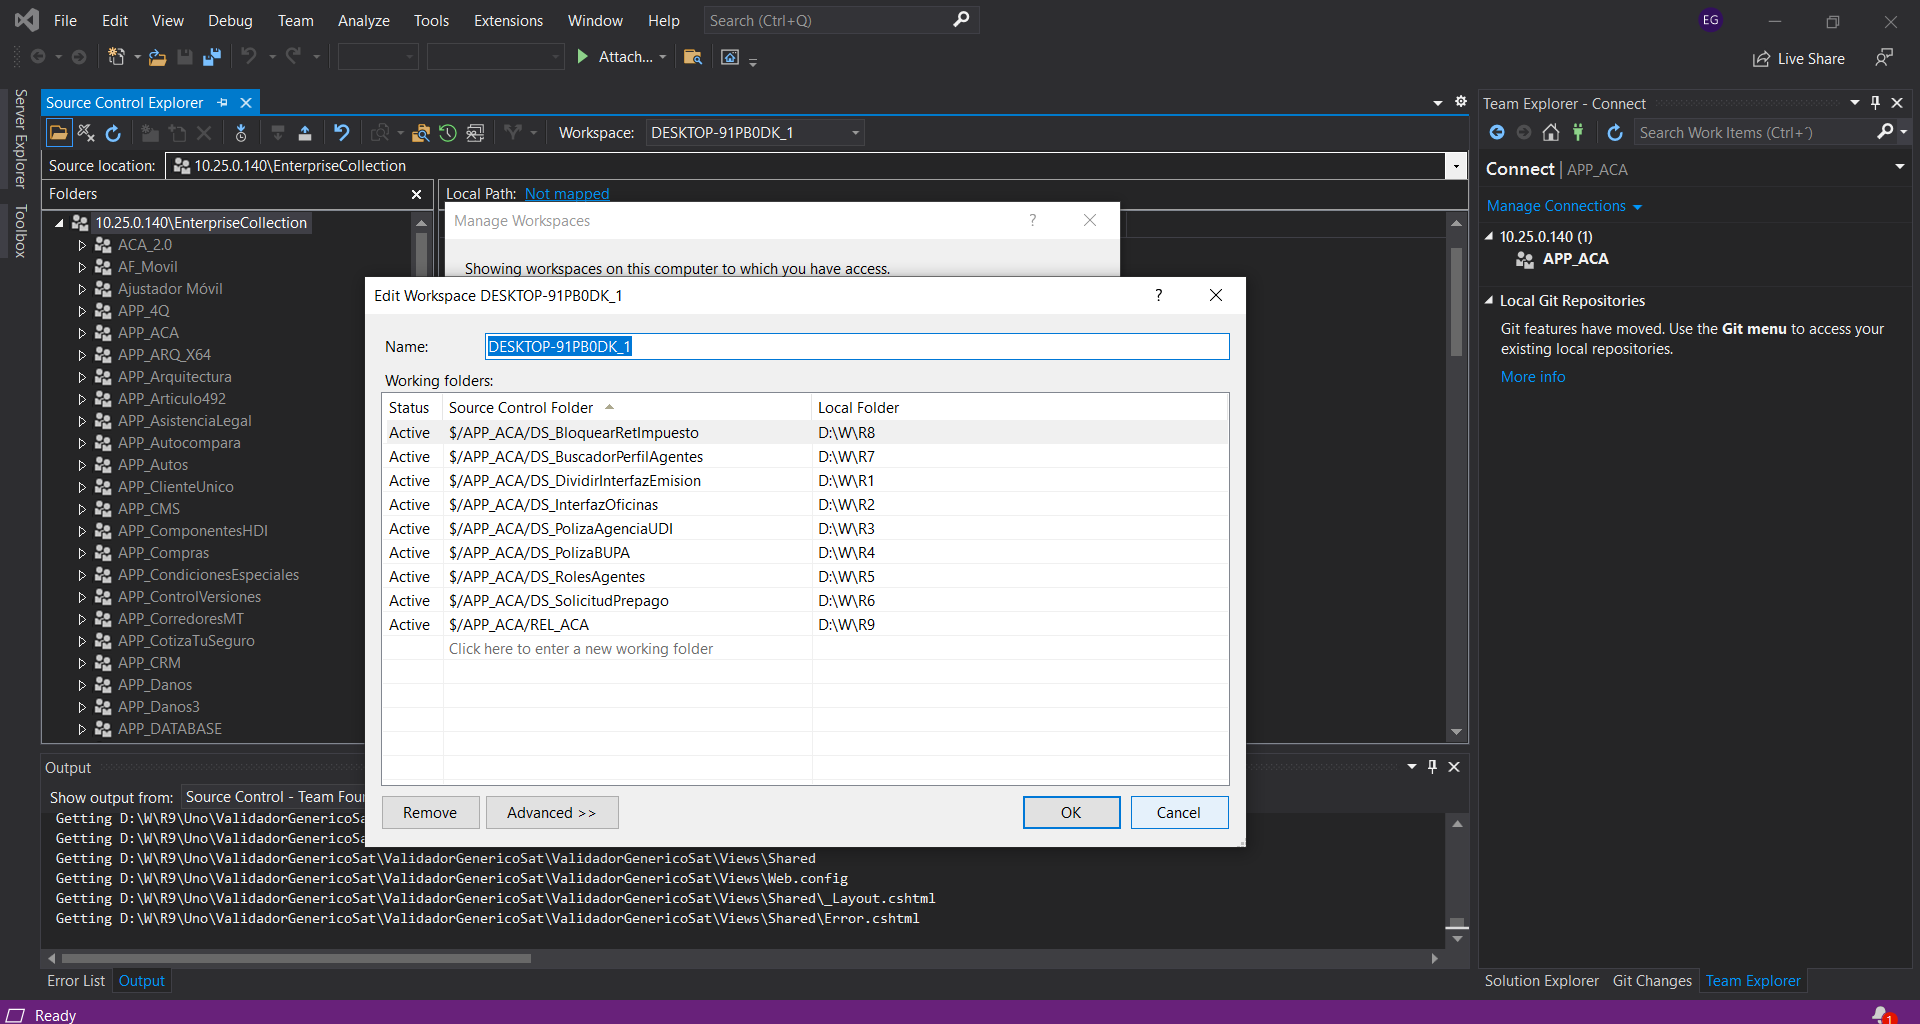 File Edit View Debug Team Analyze Tools Extensions Window Help Search (Ctrl+Q) EG
Attach... Live Share
Server Explorer
Toolbox
Source Control Explorer
Workspace: DESKTOP-91PB0DK_1
Source location: 10.25.0.140\EnterpriseCollection
Folders
Local Path: Not mapped
10.25.0.140\EnterpriseCollection
ACA_2.0
AF_Movil
Ajustador Móvil
APP_4Q
APP_ACA
APP_ARQ_X64
APP_Arquitectura
APP_Articulo492
APP_AsistenciaLegal
APP_Autocompara
APP_Autos
APP_ClienteUnico
APP_CMS
APP_ComponentesHDI
APP_Compras
APP_CondicionesEspeciales
APP_ControlVersiones
APP_CorredoresMT
APP_CotizaTuSeguro
APP_CRM
APP_Danos
APP_Danos3
APP_DATABASE
Manage Workspaces ?
Showing workspaces on this computer to which you have access.
Edit Workspace DESKTOP-91PB0DK_1 ?
Name: DESKTOP-91PB0DK_1
Working folders:
Status Source Control Folder Local Folder
Active $/APP_ACA/DS_BloquearRetImpuesto D:\W\R8
Active $/APP_ACA/DS_BuscadorPerfilAgentes D:\W\R7
Active $/APP_ACA/DS_DividirInterfazEmision D:\W\R1
Active $/APP_ACA/DS_InterfazOficinas D:\W\R2
Active $/APP_ACA/DS_PolizaAgenciaUDI D:\W\R3
Active $/APP_ACA/DS_PolizaBUPA D:\W\R4
Active $/APP_ACA/DS_RolesAgentes D:\W\R5
Active $/APP_ACA/DS_SolicitudPrepago D:\W\R6
Active $/APP_ACA/REL_ACA D:\W\R9
Click here to enter a new working folder
Remove Advanced >> OK Cancel
Output
Show output from: Source Control - Team Fou
Getting D:\W\R9\Uno\ValidadorGenericoSa
Getting D:\W\R9\Uno\ValidadorGenericoSa
Getting D:\W\R9\Uno\ValidadorGenericoSat\ValidadorGenericoSat\ValidadorGenericoSat\Views\Shared
Getting D:\W\R9\Uno\ValidadorGenericoSat\ValidadorGenericoSat\ValidadorGenericoSat\Views\Web.config
Getting D:\W\R9\Uno\ValidadorGenericoSat\ValidadorGenericoSat\ValidadorGenericoSat\Views\Shared\_Layout.cshtml
Getting D:\W\R9\Uno\ValidadorGenericoSat\ValidadorGenericoSat\ValidadorGenericoSat\Views\Shared\Error.cshtml
Error List Output
Team Explorer - Connect
Search Work Items (Ctrl+´)
Connect | APP_ACA
Manage Connections
10.25.0.140 (1)
APP_ACA
Local Git Repositories
Git features have moved. Use the Git menu to access your
existing local repositories.
More info
Solution Explorer Git Changes Team Explorer
Ready 1